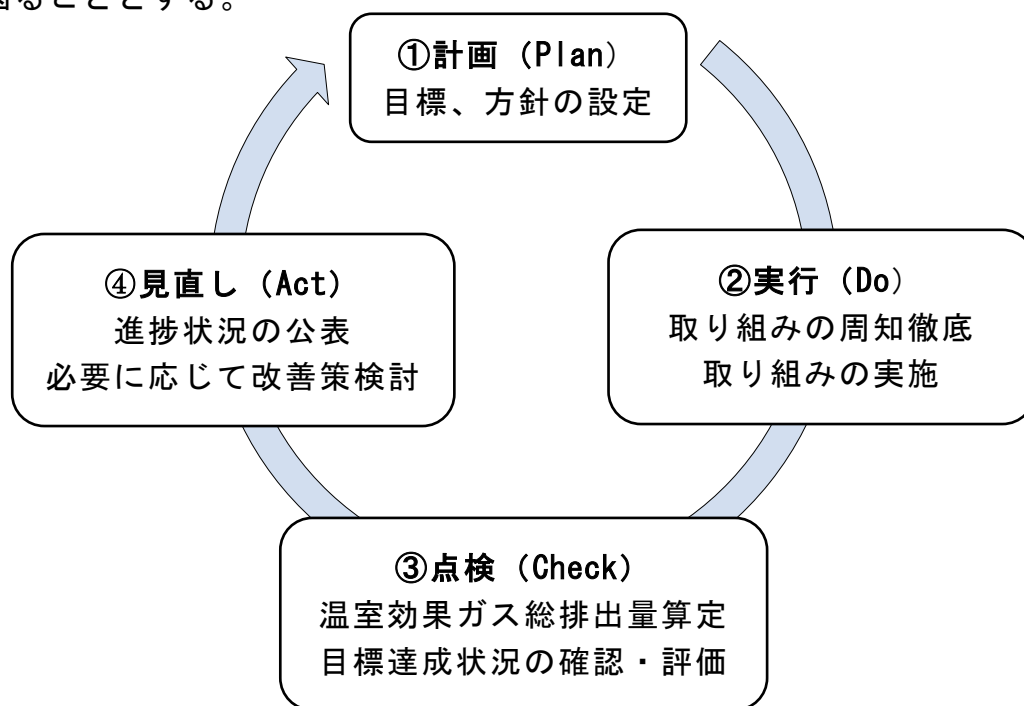 ることとする。
①計画（Plan）
目標、方針の設定
②実行（Do）
取り組みの周知徹底
取り組みの実施
③点検（Check）
温室効果ガス総排出量算定
目標達成状況の確認・評価
④見直し（Act）
進捗状況の公表
必要に応じて改善策検討